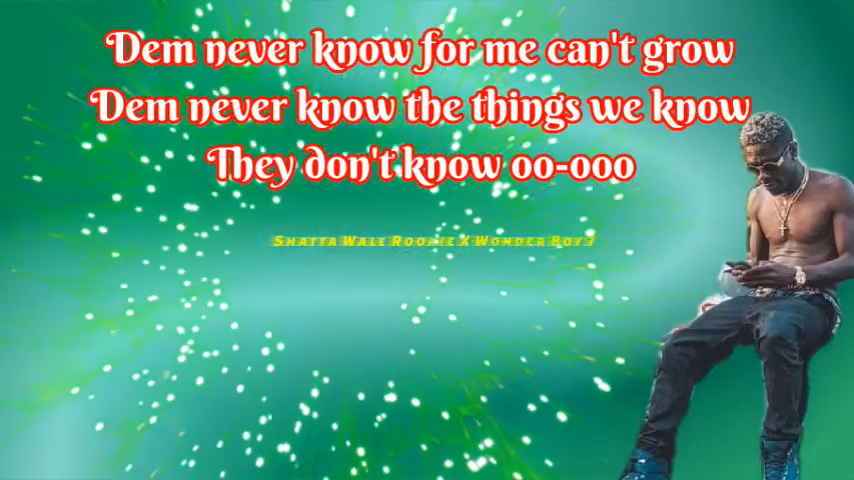 Dem never know for me can't grow
Dem never know the things we know
They don't know oo-ooo
Shatta Wale Rookie X Wonder Boy 7